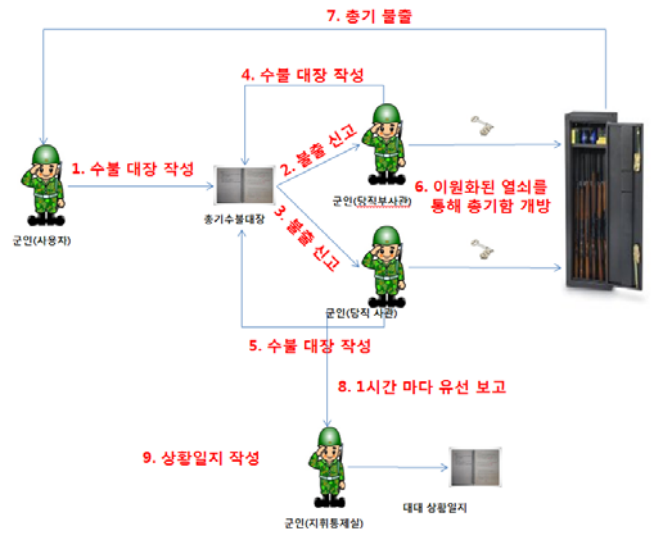 7. 총기 불출
4. 수불 대장 작성
1. 수불 대장 작성
2. 불출 신고
군인(당직부사관)
6. 이원화된 열쇠를
통해 총기함 개방
군인(사용자)
총기수불대장
3. 불출 신고
군인(당직 사관)
5. 수불 대장 작성
8. 1시간 마다 유선 보고
9. 상황일지 작성
대대 상황일지
군인(지휘통제실)